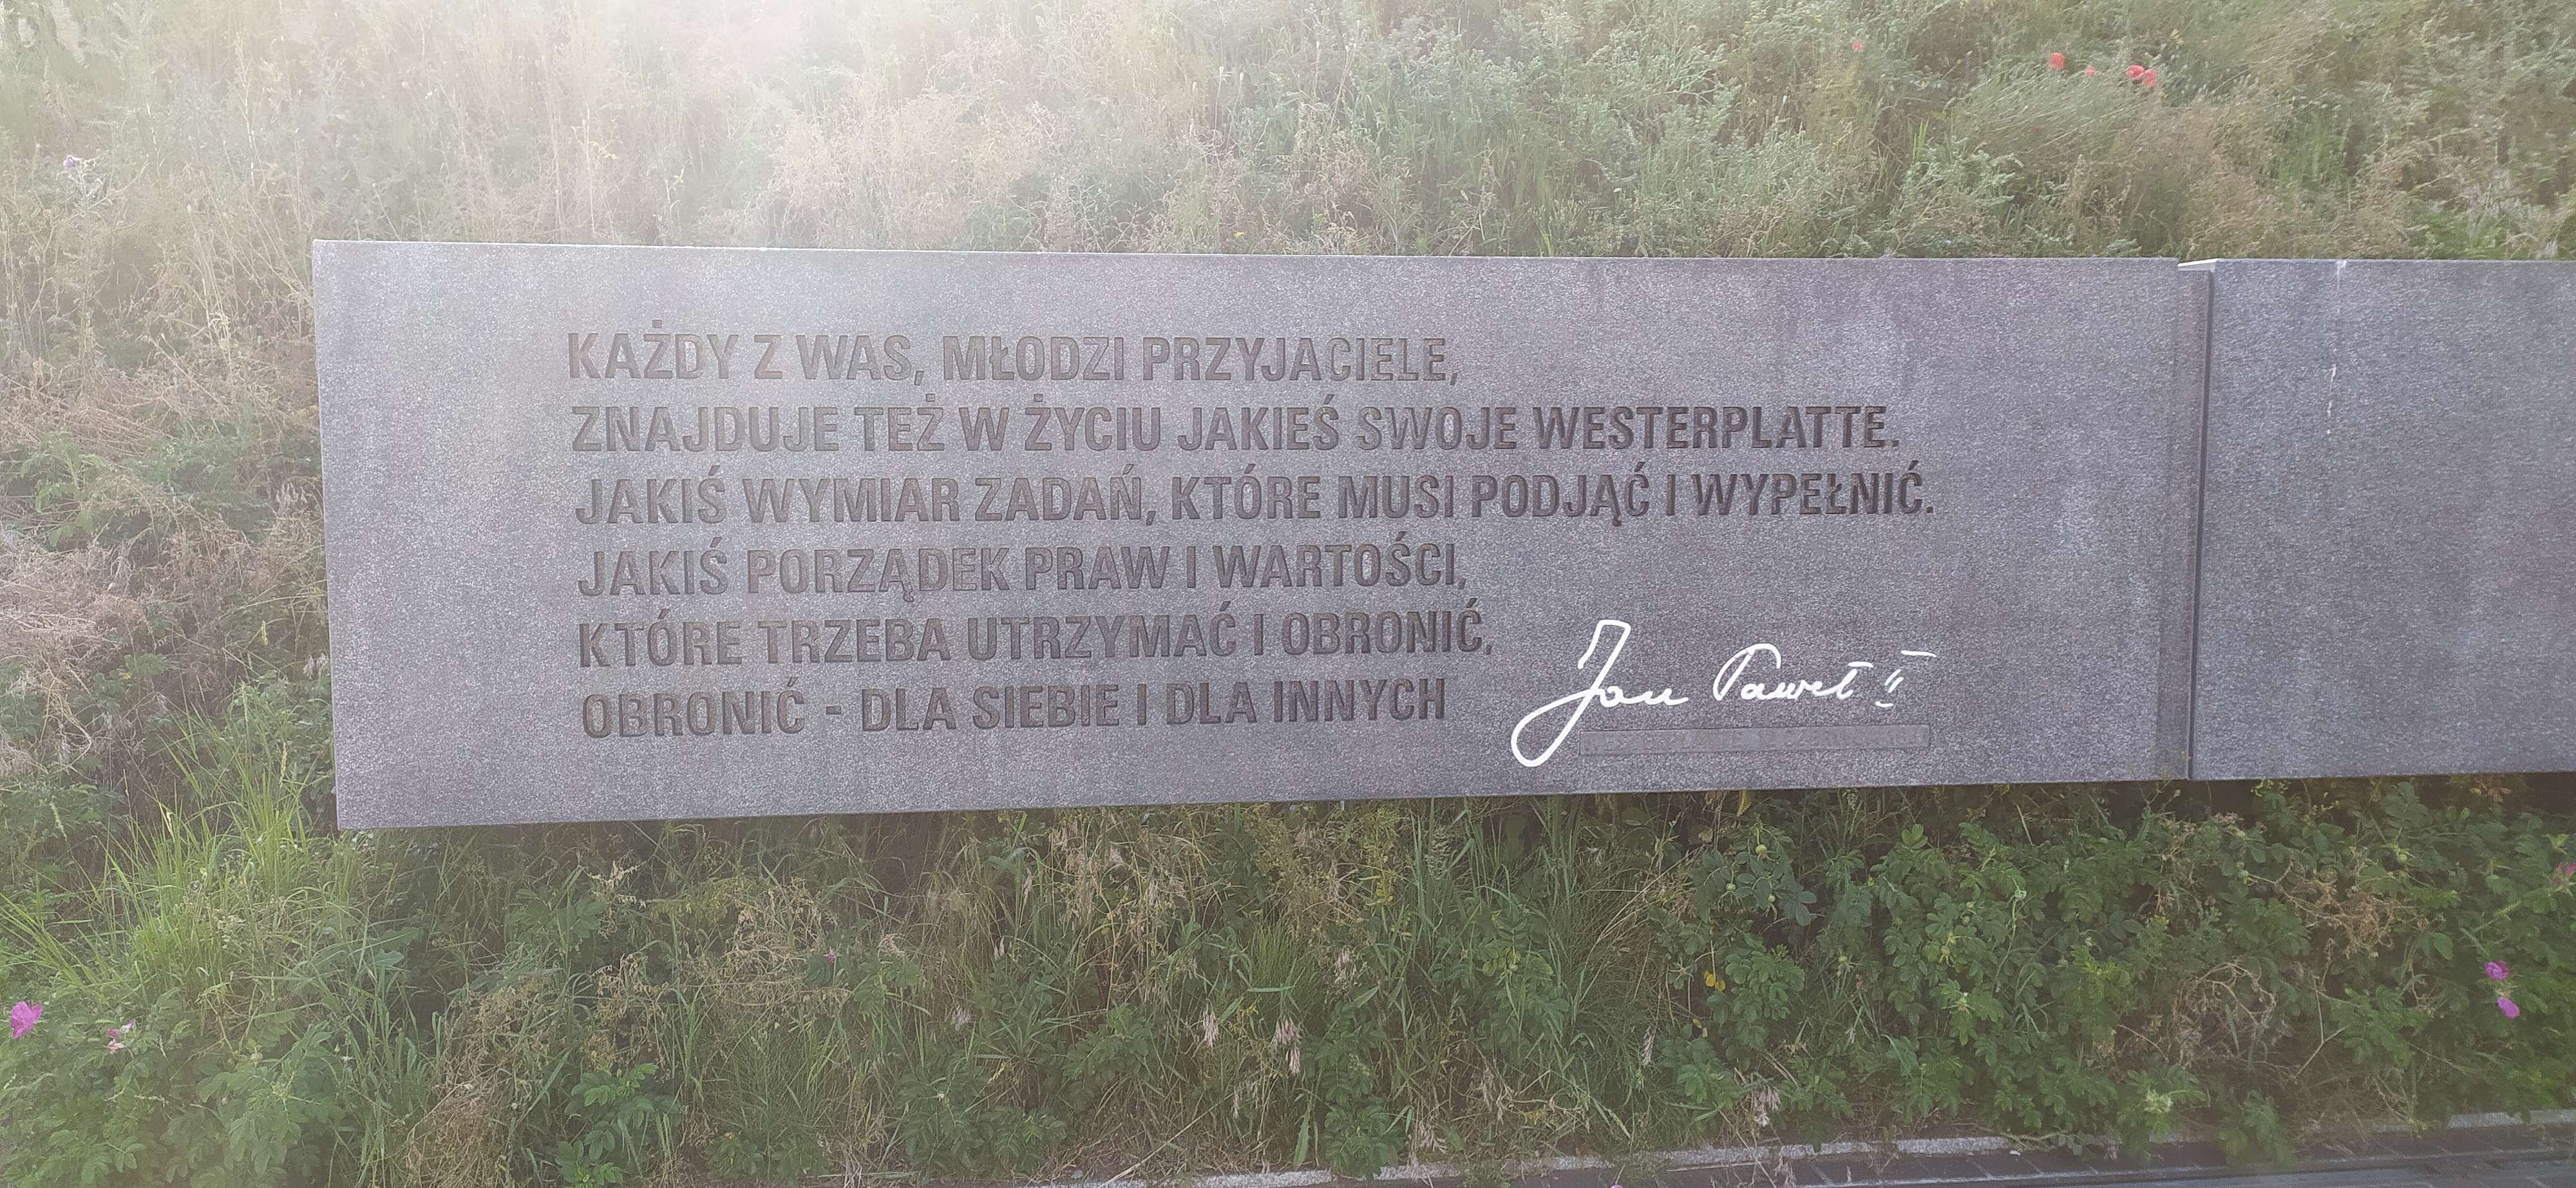 KAŻDY Z WAS, MŁODZI PRZYJACIELE,
ZNAJDUJE TEŻ W ŻYCIU JAKIEŚ SWOJE WESTERPLATTE.
JAKIŚ WYMIAR ZADAŃ, KTÓRE MUSI PODJĄĆ I WYPEŁNIĆ.
JAKIŚ PORZĄDEK PRAW I WARTOŚCI,
KTÓRE TRZEBA UTRZYMAĆ I OBRONIĆ,
OBRONIĆ - DLA SIEBIE I DLA INNYCH
Jan Paweł II